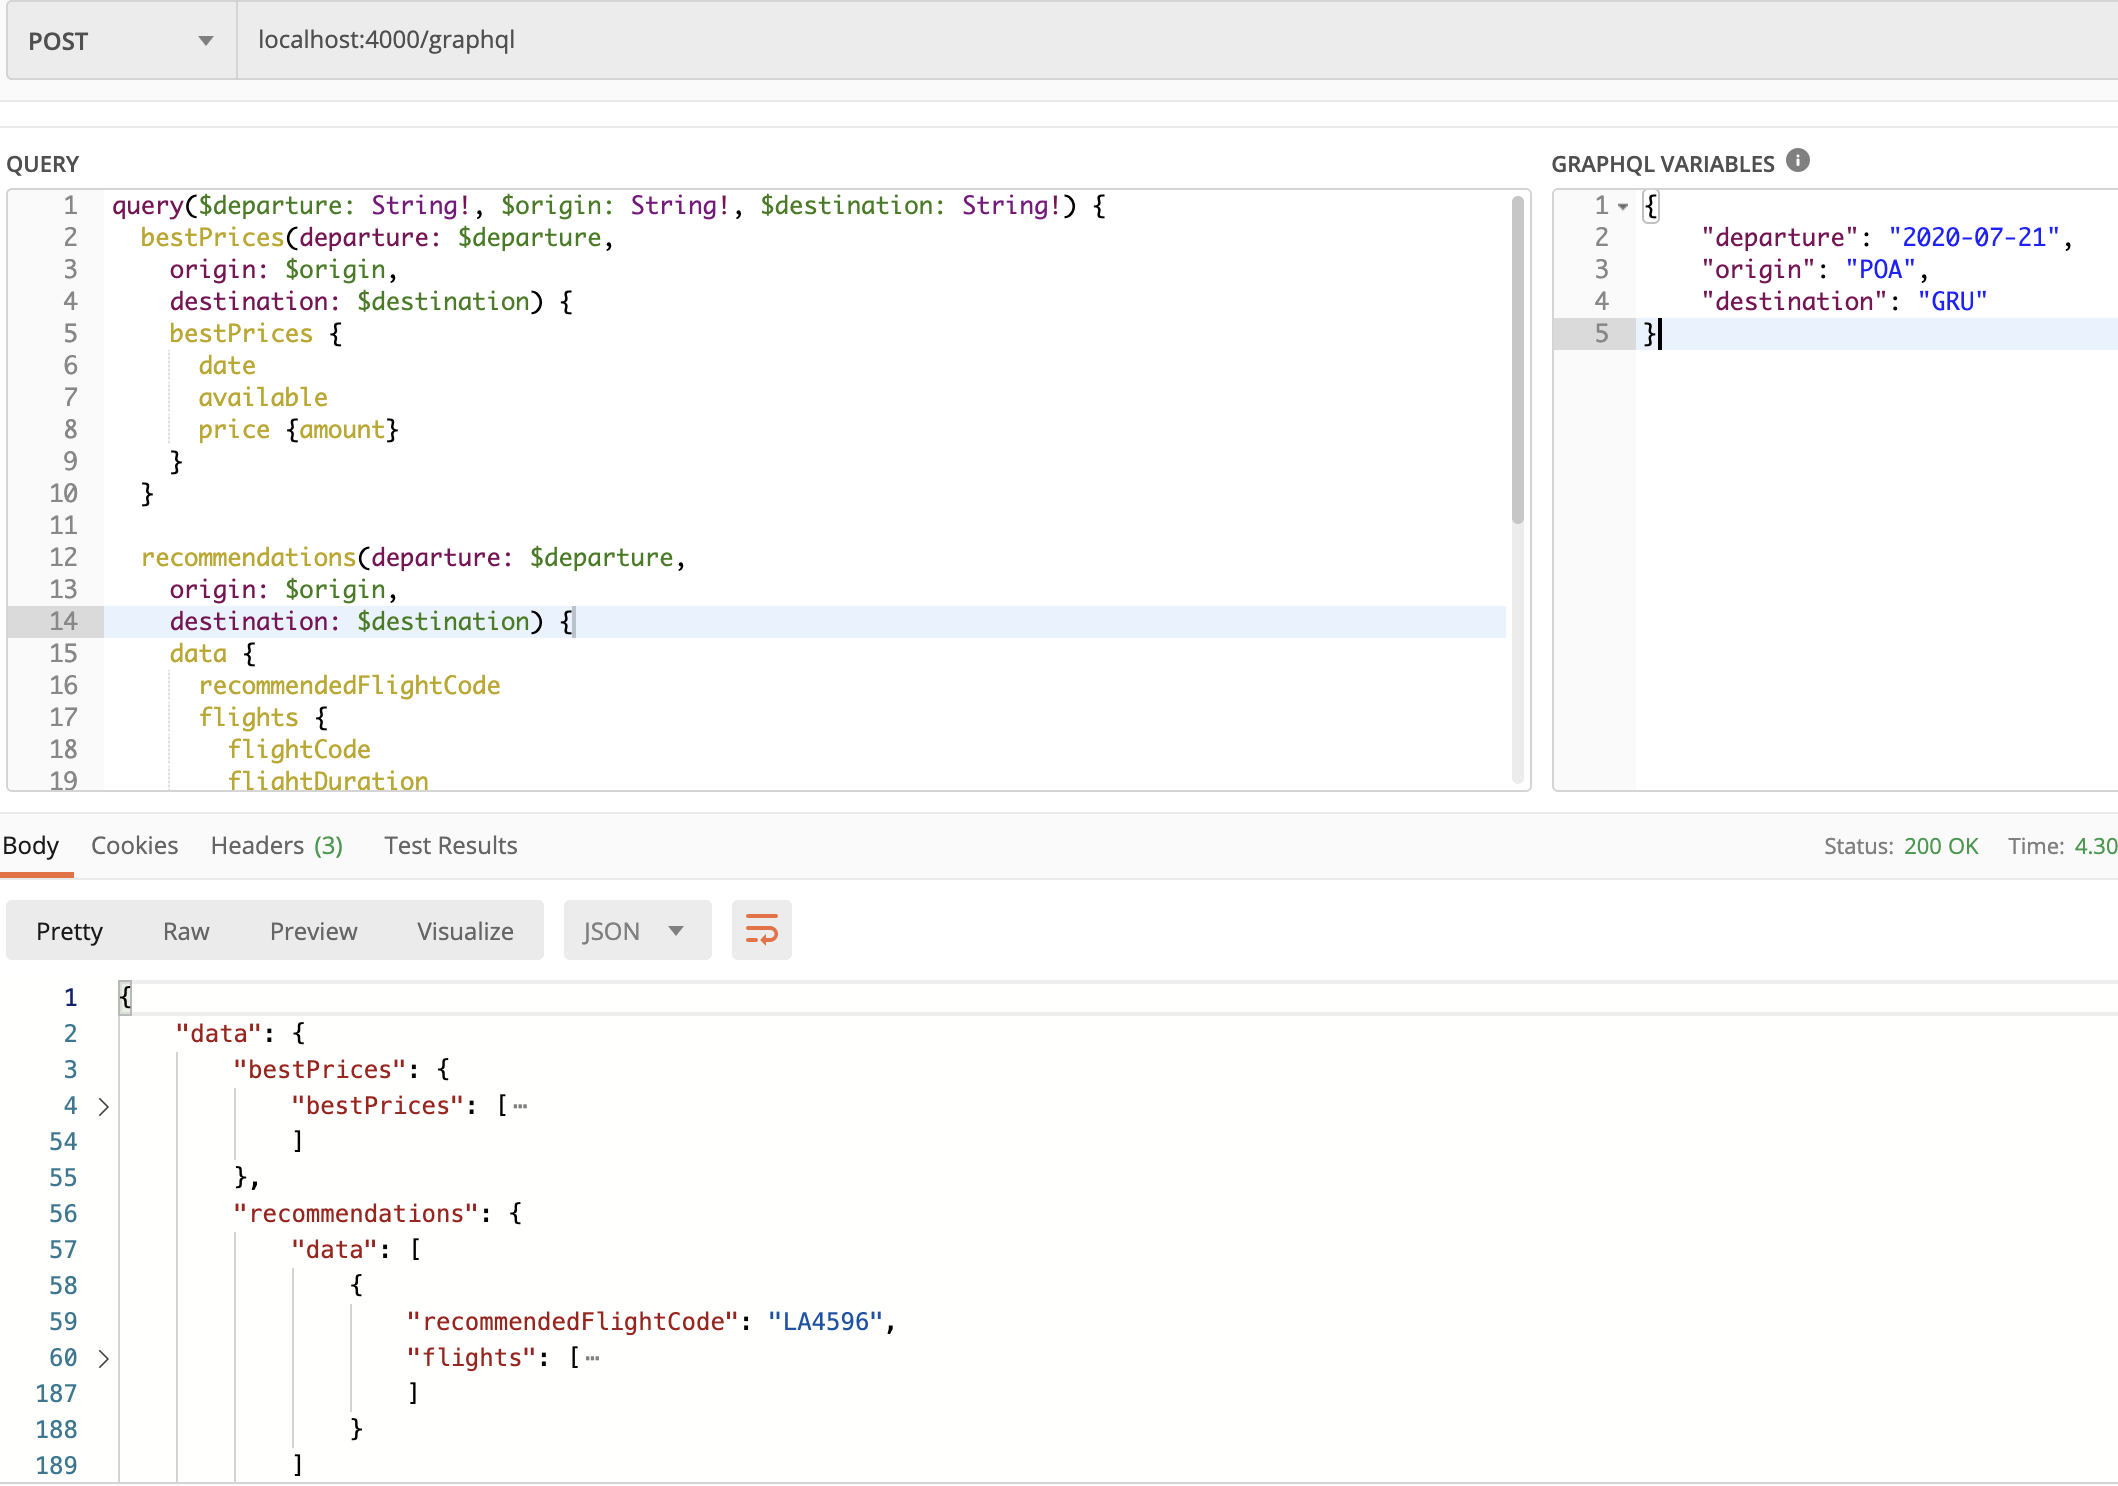 POST localhost:4000/graphql
QUERY
1 query($departure: String!, $origin: String!, $destination: String!) {
2 bestPrices(departure: $departure,
3 origin: $origin,
4 destination: $destination) {
5 bestPrices {
6 date
7 available
8 price {amount}
9 }
10 }
11
12 recommendations(departure: $departure,
13 origin: $origin,
14 destination: $destination) {
15 data {
16 recommendedFlightCode
17 flights {
18 flightCode
19 flightDuration
GRAPHQL VARIABLES
1 {
2 "departure": "2020-07-21",
3 "origin": "POA",
4 "destination": "GRU"
5 }
Body Cookies Headers (3) Test Results Status: 200 OK Time: 4.30
Pretty Raw Preview Visualize JSON
1 {
2 "data": {
3 "bestPrices": {
4 "bestPrices": [⋯
54 ]
55 },
56 "recommendations": {
57 "data": [
58 {
59 "recommendedFlightCode": "LA4596",
60 "flights": [⋯
187 ]
188 }
189 ]